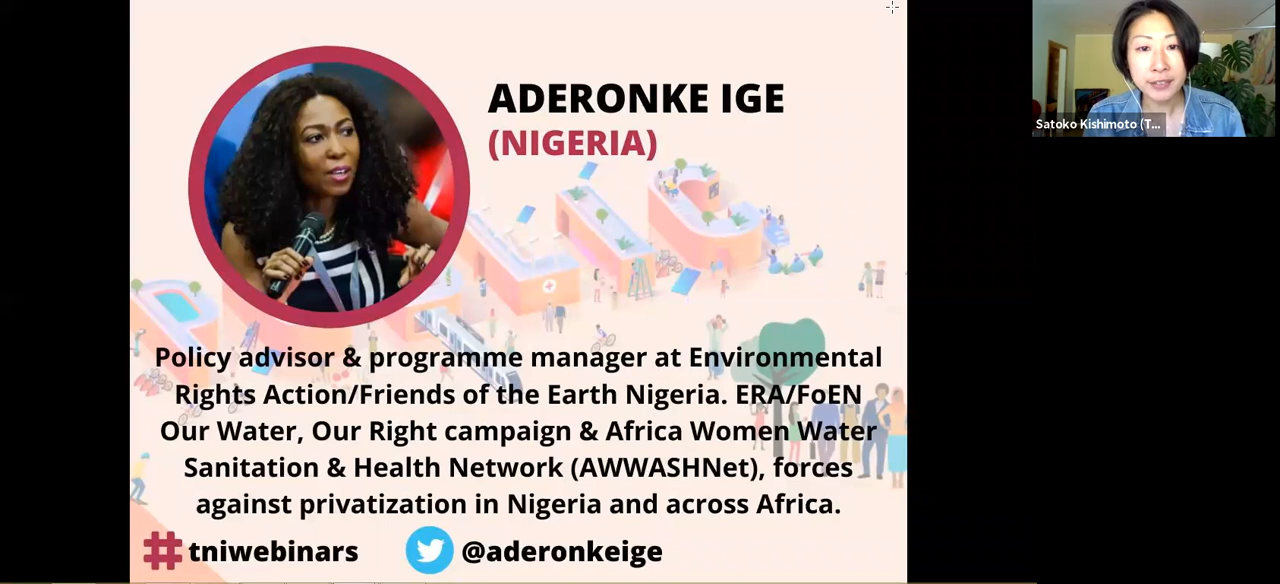 ADERONKE IGE
(NIGERIA)
Satoko Kishimoto (T...
PUBLIC
Policy advisor & programme manager at Environmental
Rights Action/Friends of the Earth Nigeria. ERA/FoEN
Our Water, Our Right campaign & Africa Women Water
Sanitation & Health Network (AWWASHNet), forces
against privatization in Nigeria and across Africa.
#tniwebinars
@aderonkeige